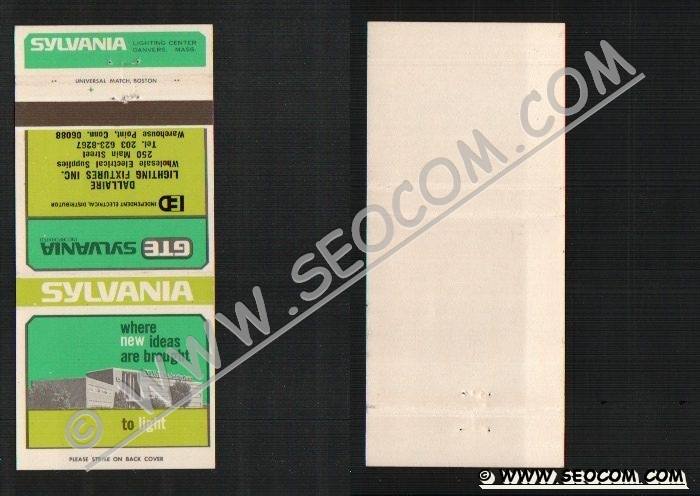 SYLVANIA LIGHTING CENTER
DANVERS, MASS.
UNIVERSAL MATCH, BOSTON
Warehouse Point, Conn. 06088
Tel. 203 623-8267
250 Main Street
Wholesale Electrical Supplies
LIGHTING FIXTURES INC.
DALLAIRE
IED INDEPENDENT ELECTRICAL DISTRIBUTOR
GTE SYLVANIA
INCORPORATED
SYLVANIA
where
new ideas
are brought
to light
PLEASE STRIKE ON BACK COVER
© WWW.SEOCOM.COM
© WWW.SEOCOM.COM